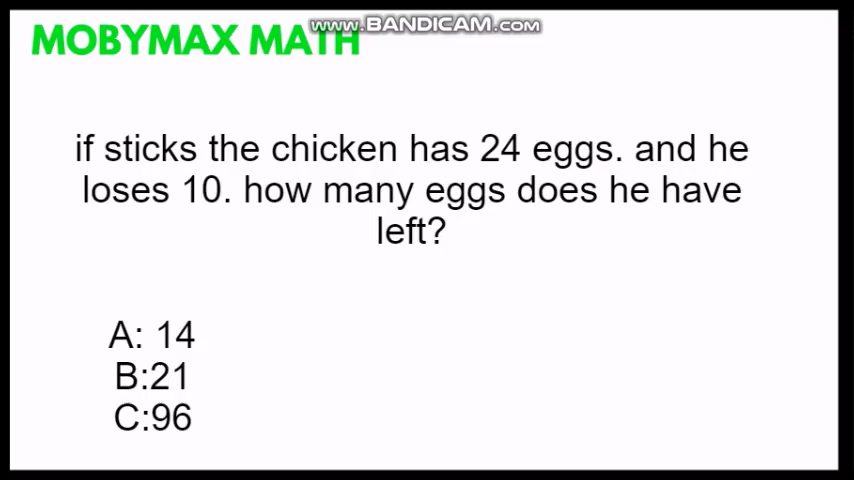 www.BANDICAM.com
MOBYMAX MATH
if sticks the chicken has 24 eggs. and he
loses 10. how many eggs does he have
left?
A: 14
B:21
C:96